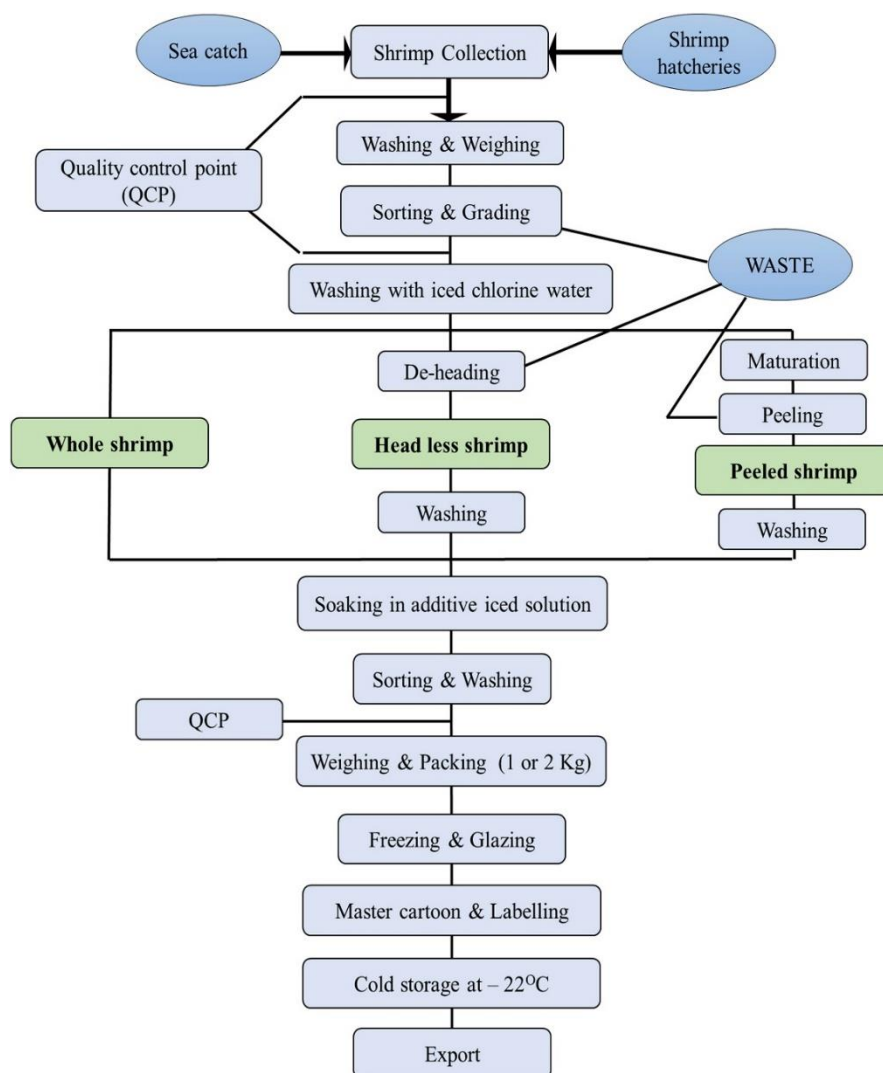 Sea catch
Shrimp Collection
Shrimp
hatcheries
Washing & Weighing
Quality control point
(QCP)
Sorting & Grading
WASTE
Washing with iced chlorine water
De-heading
Maturation
Peeling
Whole shrimp
Head less shrimp
Peeled shrimp
Washing
Washing
Soaking in additive iced solution
Sorting & Washing
QCP
Weighing & Packing (1 or 2 Kg)
Freezing & Glazing
Master cartoon & Labelling
Cold storage at – 22OC
Export